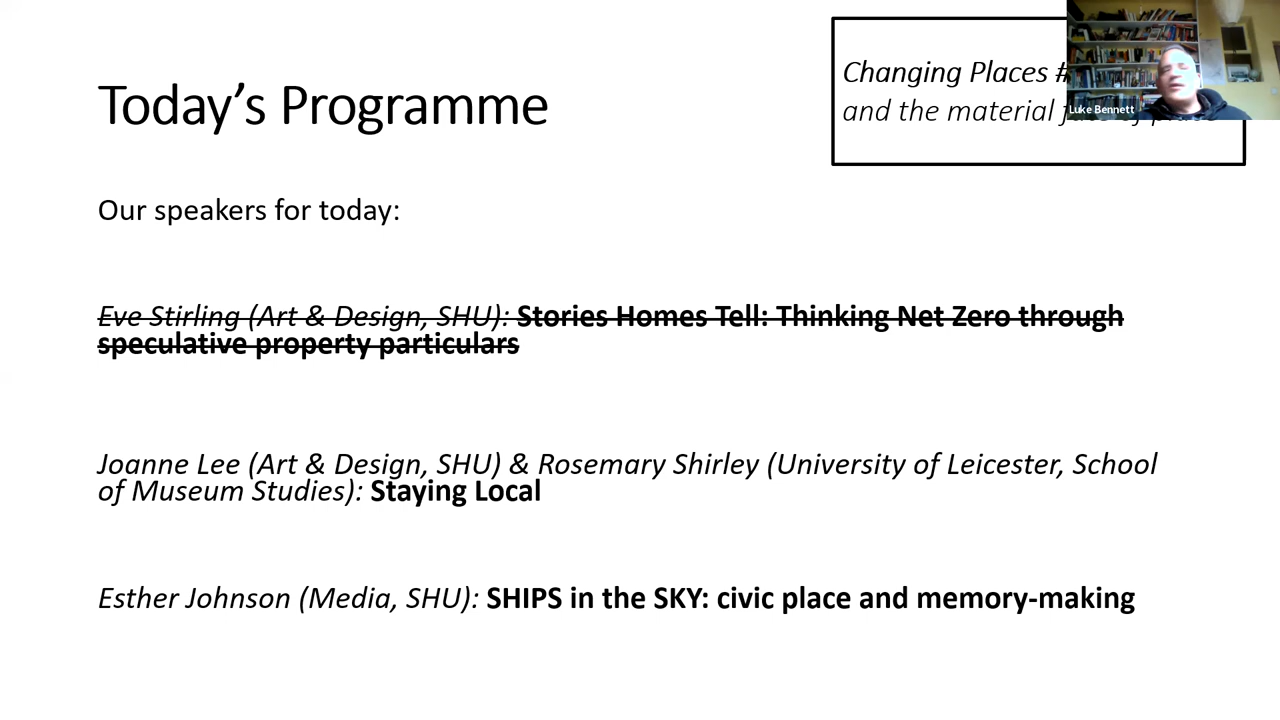 Today's Programme
Changing Places #
and the material
Luke Bennett
Our speakers for today:
Eve Stirling (Art & Design, SHU): Stories Homes Tell: Thinking Net Zero through
speculative property particulars
Joanne Lee (Art & Design, SHU) & Rosemary Shirley (University of Leicester, School
of Museum Studies): Staying Local
Esther Johnson (Media, SHU): SHIPS in the SKY: civic place and memory-making